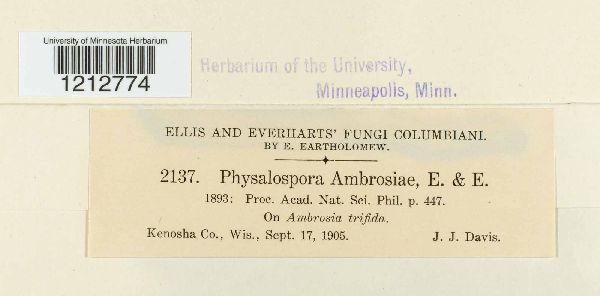 University of Minnesota Herbarium
1212774
Herbarium of the University,
Minneapolis, Minn.
ELLIS AND EVERHARTS' FUNGI COLUMBIANI.
BY E. EARTHOLOMEW.
2137. Physalospora Ambrosiae, E. & E.
1893: Proc. Acad. Nat. Sci. Phil. p. 447.
On Ambrosia trifida.
Kenosha Co., Wis., Sept. 17, 1905. J. J. Davis.